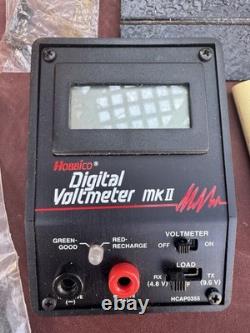 HOBBICO®
Digital
Voltmeter MKII
VOLTMETER
GREEN-
GOOD
RED-
RECHARGE
OFF
ON
LOAD
RX
(4.8 V)
TX
(9.6 V)
(−)
(+)
HCAP0355